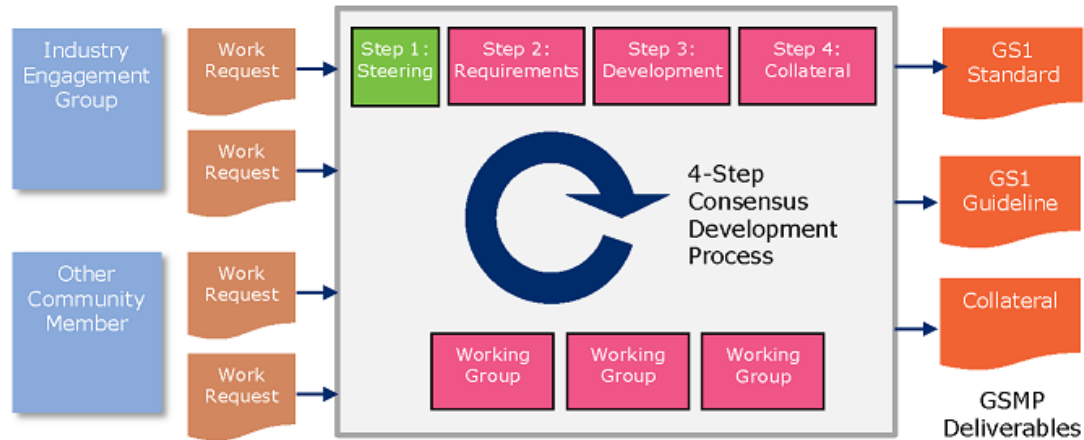 Industry
Engagement
Group
Work
Request
Work
Request
Other
Community
Member
Work
Request
Work
Request
Step 1:
Steering
Step 2:
Requirements
Step 3:
Development
Step 4:
Collateral
4-Step
Consensus
Development
Process
Working
Group
Working
Group
Working
Group
GS1
Standard
GS1
Guideline
Collateral
GSMP
Deliverables